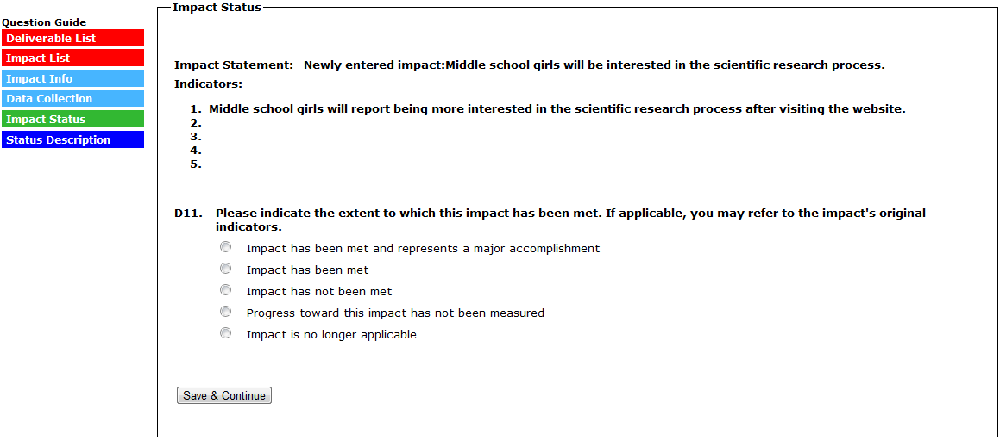 Question Guide
Deliverable List
Impact List
Impact Info
Data Collection
Impact Status
Status Description
Impact Status
Impact Statement: Newly entered impact:Middle school girls will be interested in the scientific research process.
Indicators:
1. Middle school girls will report being more interested in the scientific research process after visiting the website.
2.
3.
4.
5.
D11. Please indicate the extent to which this impact has been met. If applicable, you may refer to the impact's original
indicators.
Impact has been met and represents a major accomplishment
Impact has been met
Impact has not been met
Progress toward this impact has not been measured
Impact is no longer applicable
Save & Continue